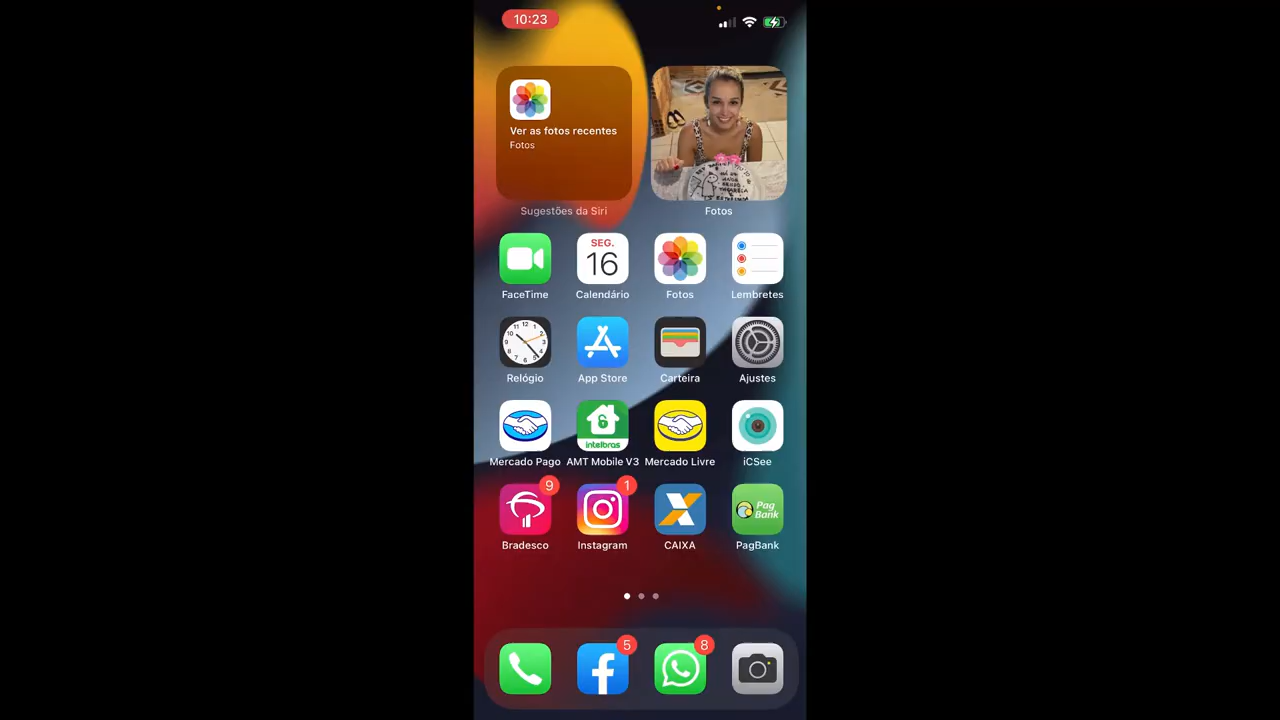 10:23
Ver as fotos recentes
Fotos
Sugestões da Siri
Fotos
SEG.
16
FaceTime
Calendário
Fotos
Lembretes
12
Relógio
App Store
Carteira
Ajustes
intelbras
Mercado Pago
AMT Mobile V3
Mercado Livre
iCSee
9
1
Pag
Bank
Bradesco
Instagram
CAIXA
PagBank
5
8